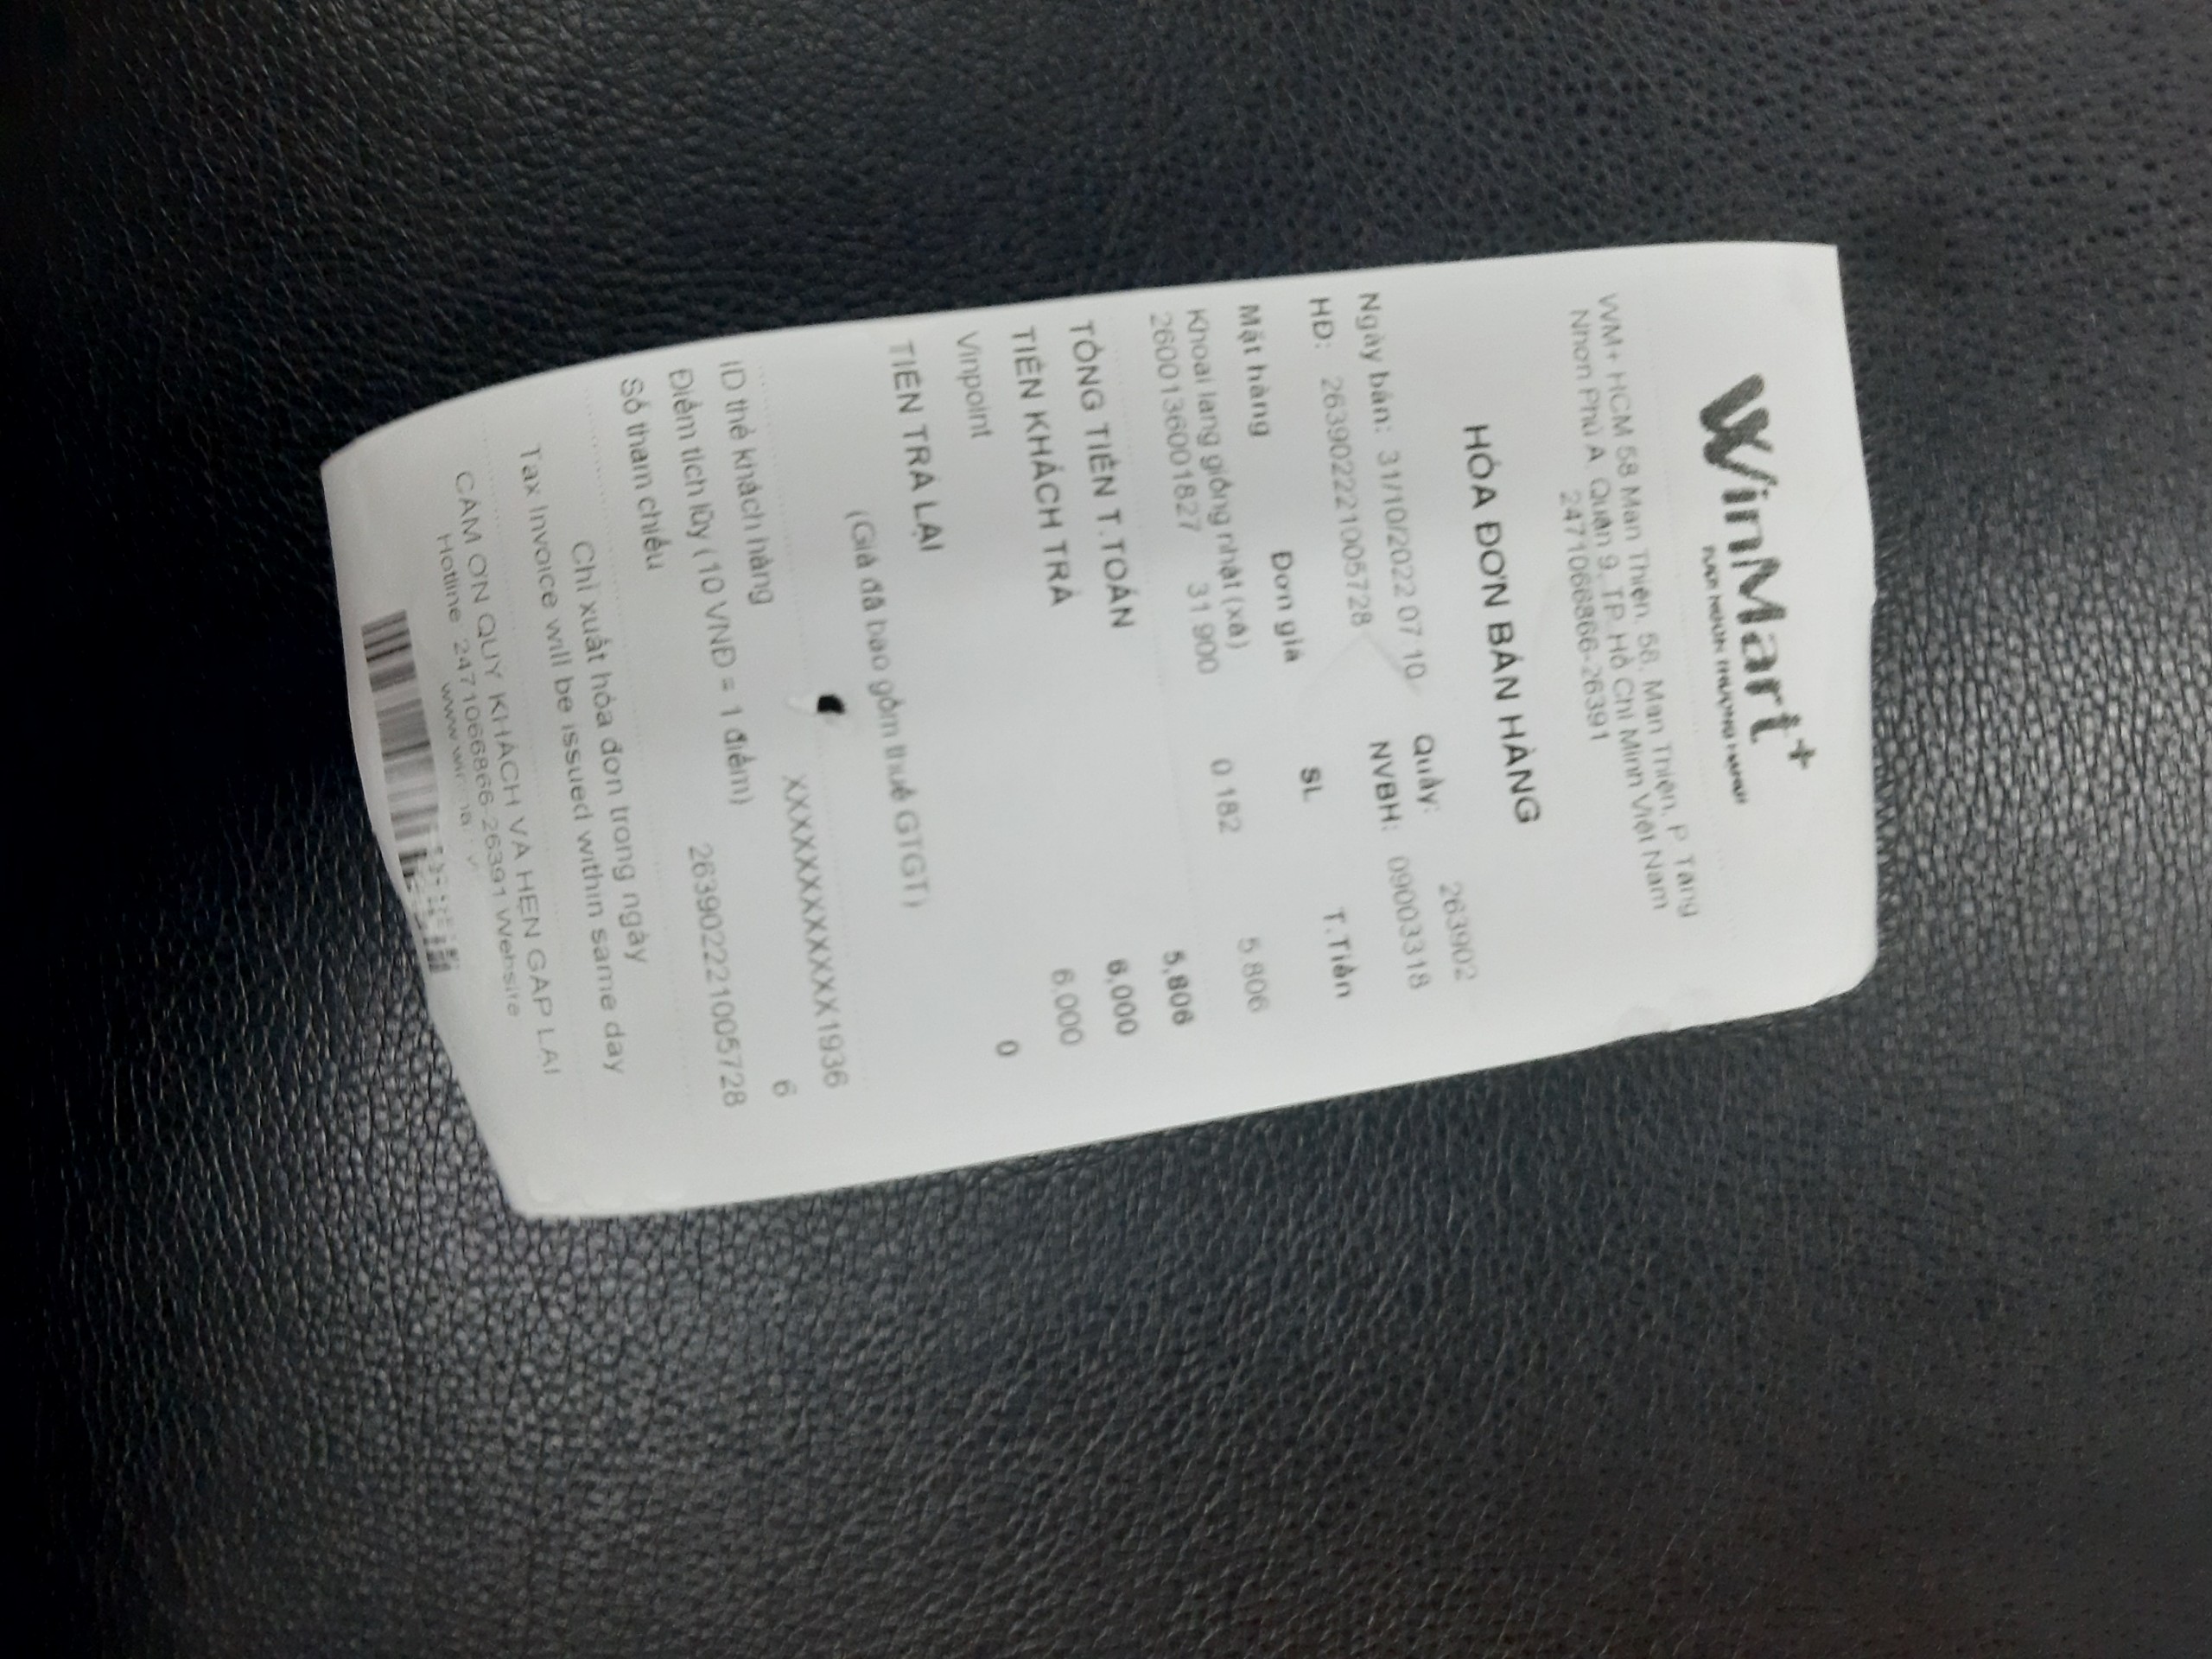 WinMart+
TƯƠI NGON THƯỢNG HẠNG!
WM+ HCM 58 Man Thiện, 58, Man Thiện, P. Tăng
Nhơn Phú A, Quận 9, TP. Hồ Chí Minh Việt Nam
2471066866-26391
HÓA ĐƠN BÁN HÀNG
Ngày bán: 31/10/2022 07:10 Quầy: 263902
HĐ: 263902221005728 NVBH: 09003318
Mặt hàng Đơn giá SL T.Tiền
Khoai lang giống nhật (xá)
2600136001827 31.900 0.182 5.806
TỔNG TIỀN T.TOÁN 5,806
TIỀN KHÁCH TRẢ 6,000
Vinpoint 6.000
TIỀN TRẢ LẠI 0
(Giá đã bao gồm thuế GTGT)
ID thẻ khách hàng XXXXXXXXXXXX1936
Điểm tích lũy (10 VNĐ = 1 điểm) 6
Số tham chiếu 263902221005728
Chỉ xuất hóa đơn trong ngày
Tax Invoice will be issued within same day
CẢM ƠN QUÝ KHÁCH VÀ HẸN GẶP LẠI
Hotline: 2471066866-26391 Website